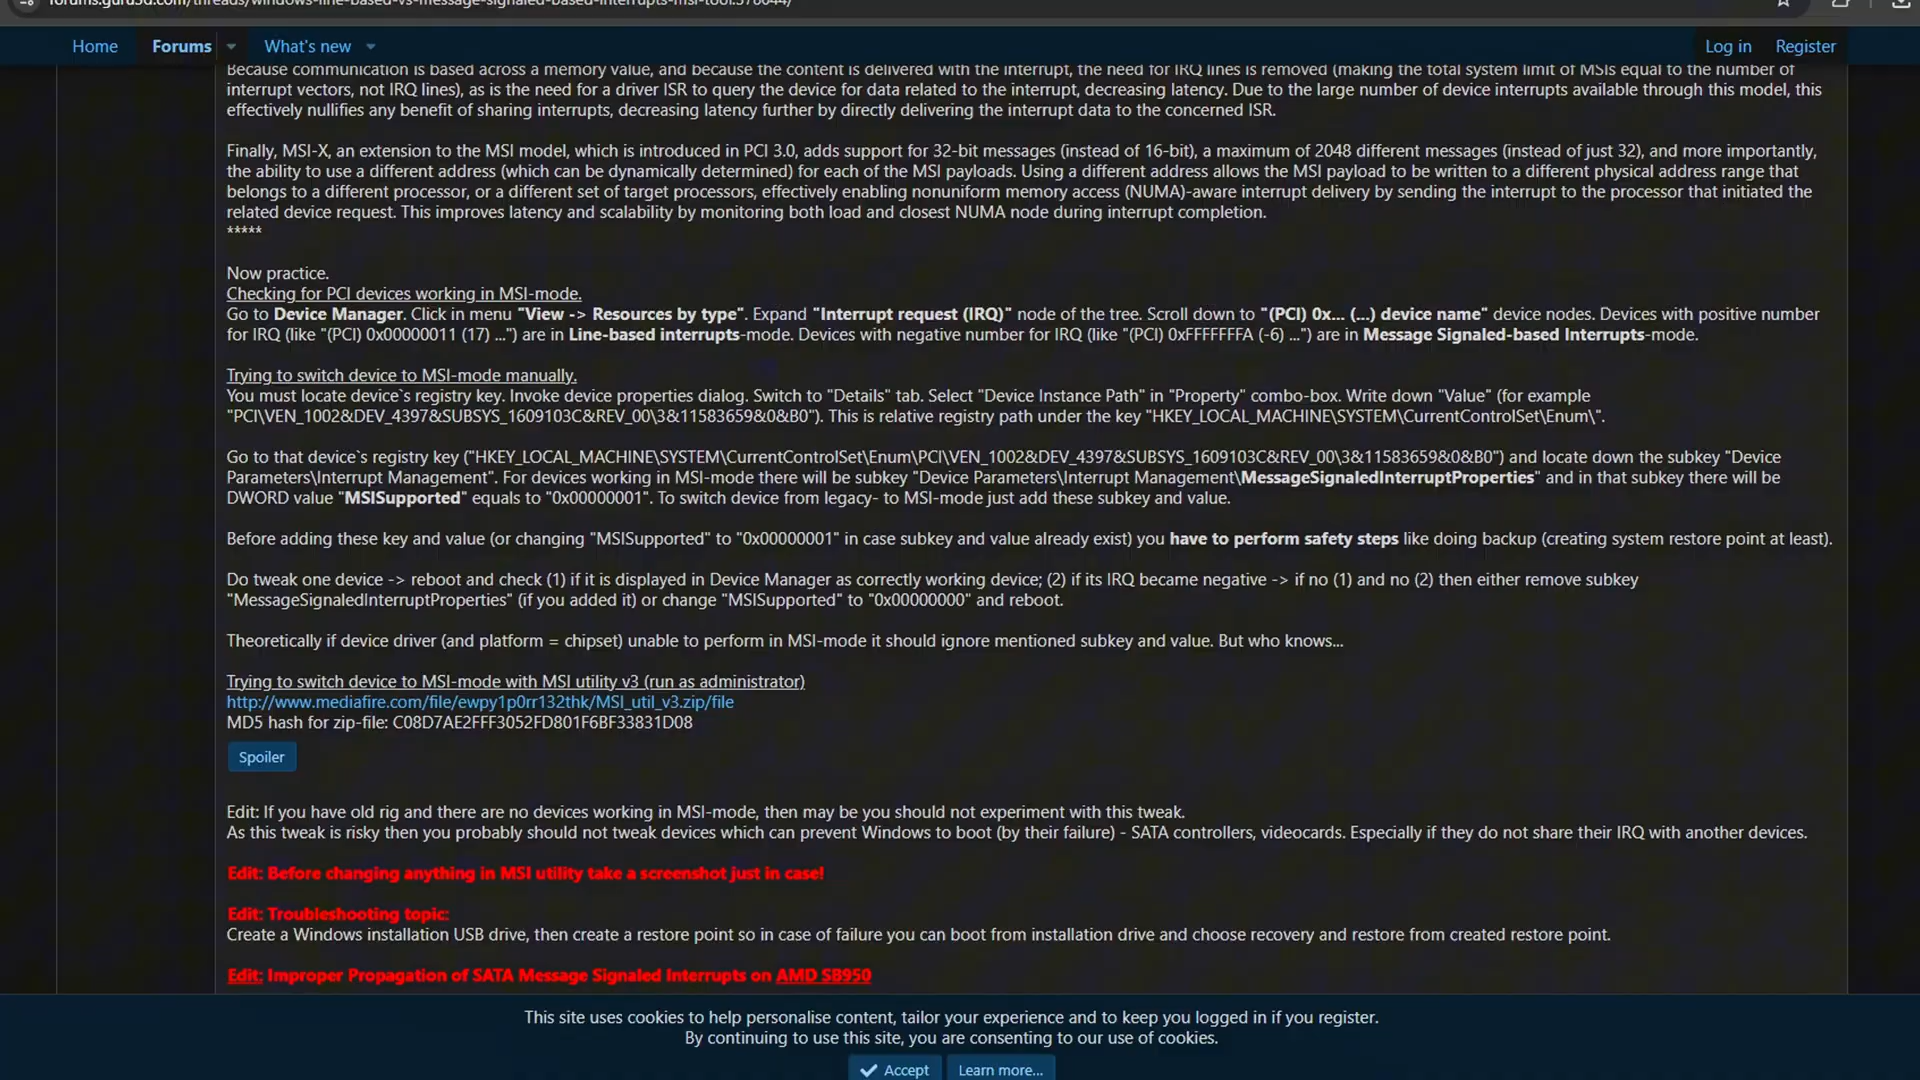 forums.guru3d.com/threads/windows-line-based-vs-message-signaled-based-interrupts-msi-tool.378044/
Home Forums What's new Log in Register
Because communication is based across a memory value, and because the content is delivered with the interrupt, the need for IRQ lines is removed (making the total system limit of MSIs equal to the number of
interrupt vectors, not IRQ lines), as is the need for a driver ISR to query the device for data related to the interrupt, decreasing latency. Due to the large number of device interrupts available through this model, this
effectively nullifies any benefit of sharing interrupts, decreasing latency further by directly delivering the interrupt data to the concerned ISR.
Finally, MSI-X, an extension to the MSI model, which is introduced in PCI 3.0, adds support for 32-bit messages (instead of 16-bit), a maximum of 2048 different messages (instead of just 32), and more importantly,
the ability to use a different address (which can be dynamically determined) for each of the MSI payloads. Using a different address allows the MSI payload to be written to a different physical address range that
belongs to a different processor, or a different set of target processors, effectively enabling nonuniform memory access (NUMA)-aware interrupt delivery by sending the interrupt to the processor that initiated the
related device request. This improves latency and scalability by monitoring both load and closest NUMA node during interrupt completion.
*****
Now practice.
Checking for PCI devices working in MSI-mode.
Go to Device Manager. Click in menu "View -> Resources by type". Expand "Interrupt request (IRQ)" node of the tree. Scroll down to "(PCI) 0x... (...) device name" device nodes. Devices with positive number
for IRQ (like "(PCI) 0x00000011 (17) ...") are in Line-based interrupts-mode. Devices with negative number for IRQ (like "(PCI) 0xFFFFFFFA (-6) ...") are in Message Signaled-based Interrupts-mode.
Trying to switch device to MSI-mode manually.
You must locate device`s registry key. Invoke device properties dialog. Switch to "Details" tab. Select "Device Instance Path" in "Property" combo-box. Write down "Value" (for example
"PCI\VEN_1002&DEV_4397&SUBSYS_1609103C&REV_00\3&11583659&0&B0"). This is relative registry path under the key "HKEY_LOCAL_MACHINE\SYSTEM\CurrentControlSet\Enum\".
Go to that device`s registry key ("HKEY_LOCAL_MACHINE\SYSTEM\CurrentControlSet\Enum\PCI\VEN_1002&DEV_4397&SUBSYS_1609103C&REV_00\3&11583659&0&B0") and locate down the subkey "Device
Parameters\Interrupt Management". For devices working in MSI-mode there will be subkey "Device Parameters\Interrupt Management\MessageSignaledInterruptProperties" and in that subkey there will be
DWORD value "MSISupported" equals to "0x00000001". To switch device from legacy- to MSI-mode just add these subkey and value.
Before adding these key and value (or changing "MSISupported" to "0x00000001" in case subkey and value already exist) you have to perform safety steps like doing backup (creating system restore point at least).
Do tweak one device -> reboot and check (1) if it is displayed in Device Manager as correctly working device; (2) if its IRQ became negative -> if no (1) and no (2) then either remove subkey
"MessageSignaledInterruptProperties" (if you added it) or change "MSISupported" to "0x00000000" and reboot.
Theoretically if device driver (and platform = chipset) unable to perform in MSI-mode it should ignore mentioned subkey and value. But who knows...
Trying to switch device to MSI-mode with MSI utility v3 (run as administrator)
http://www.mediafire.com/file/ewpy1p0rr132thk/MSI_util_v3.zip/file
MD5 hash for zip-file: C08D7AE2FFF3052FD801F6BF33831D08
Spoiler
Edit: If you have old rig and there are no devices working in MSI-mode, then may be you should not experiment with this tweak.
As this tweak is risky then you probably should not tweak devices which can prevent Windows to boot (by their failure) - SATA controllers, videocards. Especially if they do not share their IRQ with another devices.
Edit: Before changing anything in MSI utility take a screenshot just in case!
Edit: Troubleshooting topic:
Create a Windows installation USB drive, then create a restore point so in case of failure you can boot from installation drive and choose recovery and restore from created restore point.
Edit: Improper Propagation of SATA Message Signaled Interrupts on AMD SB950
This site uses cookies to help personalise content, tailor your experience and to keep you logged in if you register.
By continuing to use this site, you are consenting to our use of cookies.
Accept Learn more...